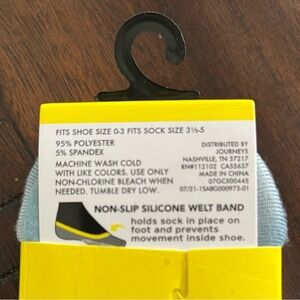 FITS SHOE SIZE 0-3 FITS SOCK SIZE 3½-5
95% POLYESTER
5% SPANDEX
MACHINE WASH COLD
WITH LIKE COLORS. USE ONLY
NON-CHLORINE BLEACH WHEN
NEEDED, TUMBLE DRY LOW.
DISTRIBUTED BY
JOURNEYS
NASHVILLE, TN 37217
RN#112102 CA55637
MADE IN CHINA
07GCX00445
07/21-15ABG000973-01
NON-SLIP SILICONE WELT BAND
holds sock in place on
foot and prevents
movement inside shoe.